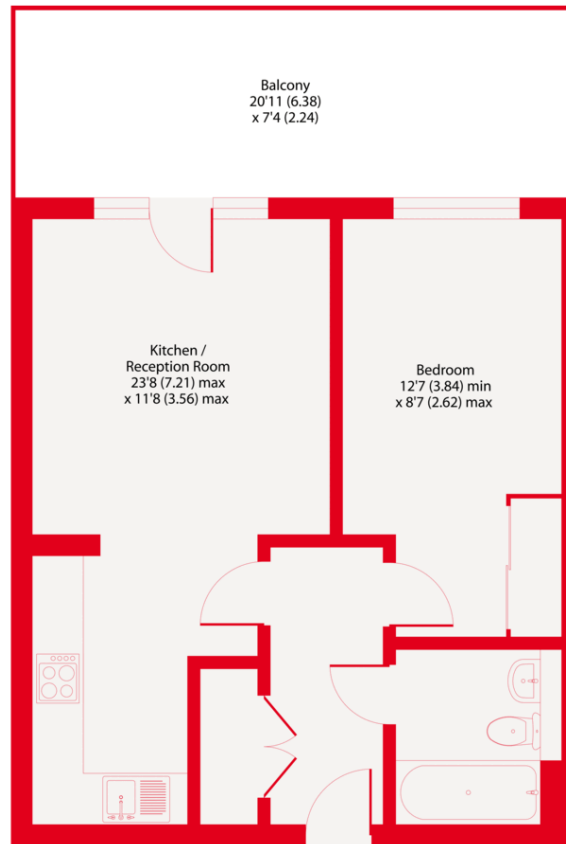 Balcony
20'11 (6.38)
x 7'4 (2.24)
Kitchen /
Reception Room
23'8 (7.21) max
x 11'8 (3.56) max
Bedroom
12'7 (3.84) min
x 8'7 (2.62) max